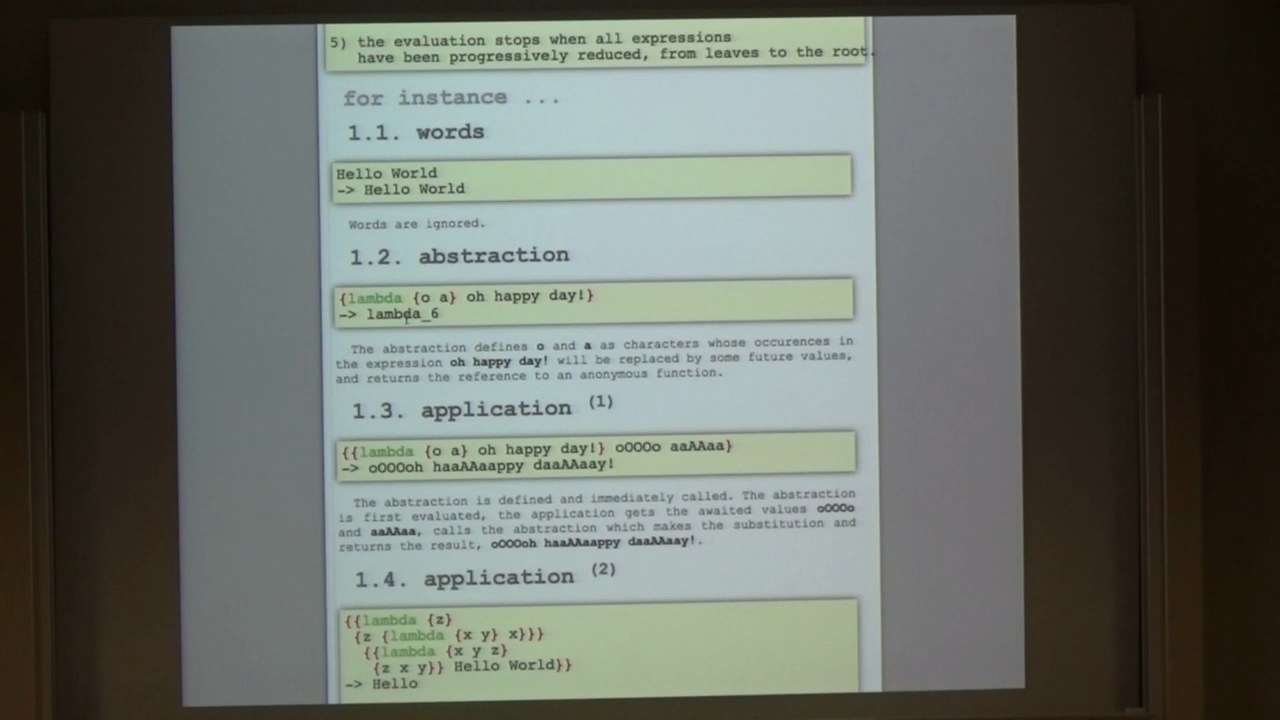 5) the evaluation stops when all expressions
have been progressively reduced, from leaves to the root.
for instance ...
1.1. words
Hello World
-> Hello World
Words are ignored.
1.2. abstraction
{lambda {o a} oh happy day!}
-> lambda_6
The abstraction defines o and a as characters whose occurences in
the expression oh happy day! will be replaced by some future values,
and returns the reference to an anonymous function.
1.3. application (1)
{{lambda {o a} oh happy day!} oOOOo aaAAaa}
-> oOOOoh haaAAaappy daaAAaay!
The abstraction is defined and immediately called. The abstraction
is first evaluated, the application gets the awaited values oOOOo
and aaAAaa, calls the abstraction which makes the substitution and
returns the result, oOOOoh haaAAaappy daaAAaay!.
1.4. application (2)
{{lambda {z}
{z {lambda {x y} x}}}
{{lambda {x y z}
{z x y}} Hello World}}
-> Hello